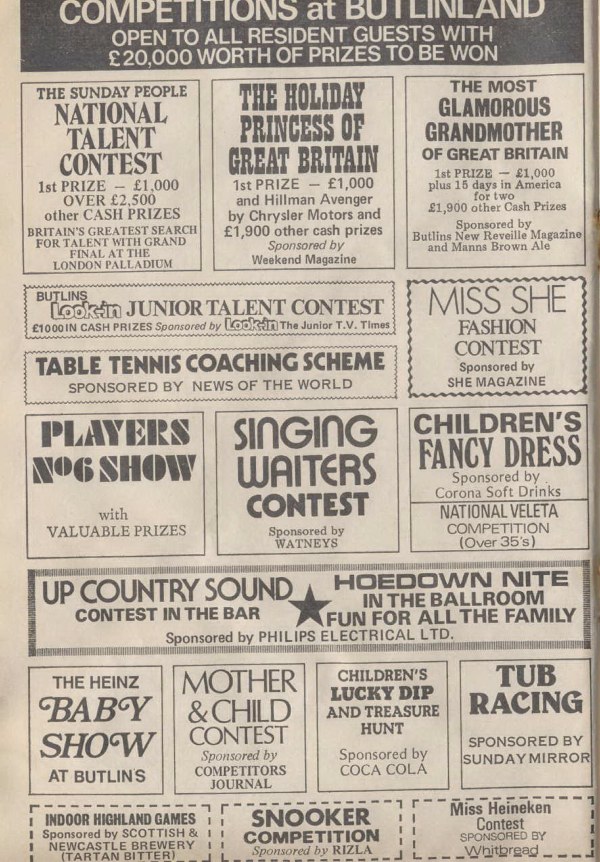 COMPETITIONS at BUTLINLAND
OPEN TO ALL RESIDENT GUESTS WITH
£20,000 WORTH OF PRIZES TO BE WON
THE SUNDAY PEOPLE
NATIONAL
TALENT
CONTEST
1st PRIZE — £1,000
OVER £2,500
other CASH PRIZES
BRITAIN'S GREATEST SEARCH
FOR TALENT WITH GRAND
FINAL AT THE
LONDON PALLADIUM
THE HOLIDAY
PRINCESS OF
GREAT BRITAIN
1st PRIZE — £1,000
and Hillman Avenger
by Chrysler Motors and
£1,900 other cash prizes
Sponsored by
Weekend Magazine
THE MOST
GLAMOROUS
GRANDMOTHER
OF GREAT BRITAIN
1st PRIZE — £1,000
plus 15 days in America
for two
£1,900 other Cash Prizes
Sponsored by
Butlins New Reveille Magazine
and Manns Brown Ale
BUTLINS
Look-in JUNIOR TALENT CONTEST
£1000 IN CASH PRIZES Sponsored by Look-in The Junior T.V. Times
TABLE TENNIS COACHING SCHEME
SPONSORED BY NEWS OF THE WORLD
MISS SHE
FASHION
CONTEST
Sponsored by
SHE MAGAZINE
PLAYERS
No6 SHOW
with
VALUABLE PRIZES
SINGING
WAITERS
CONTEST
Sponsored by
WATNEYS
CHILDREN'S
FANCY DRESS
Sponsored by
Corona Soft Drinks
NATIONAL VELETA
COMPETITION
(Over 35's)
UP COUNTRY SOUND
CONTEST IN THE BAR
HOEDOWN NITE
IN THE BALLROOM
FUN FOR ALL THE FAMILY
Sponsored by PHILIPS ELECTRICAL LTD.
THE HEINZ
BABY
SHOW
AT BUTLIN'S
MOTHER
& CHILD
CONTEST
Sponsored by
COMPETITORS
JOURNAL
CHILDREN'S
LUCKY DIP
AND TREASURE
HUNT
Sponsored by
COCA COLA
TUB
RACING
SPONSORED BY
SUNDAY MIRROR
INDOOR HIGHLAND GAMES
Sponsored by SCOTTISH &
NEWCASTLE BREWERY
(TARTAN BITTER)
SNOOKER
COMPETITION
Sponsored by RIZLA
Miss Heineken
Contest
SPONSORED BY
Whitbread